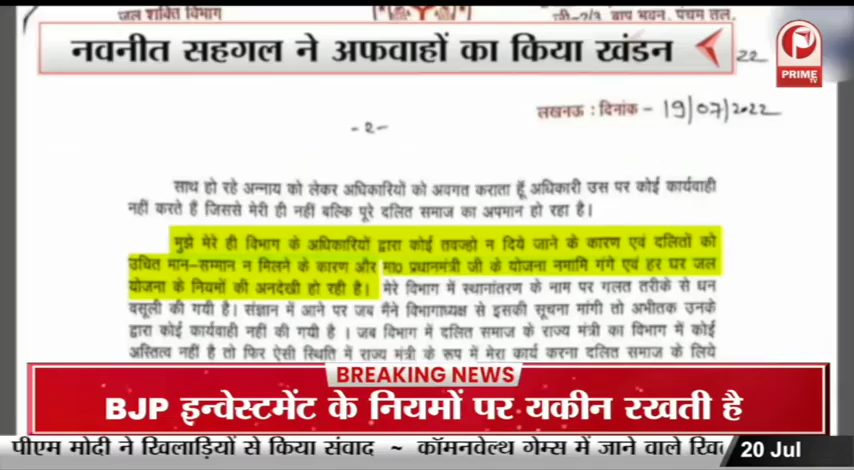 जल शक्ति विभाग
बापू भवन, पंचम तल,
नवनीत सहगल ने अफवाहों का किया खंडन
22
PRIME
TV
लखनऊ : दिनांक - 19/07/2022
-२-
साथ हो रहे अन्नाय को लेकर अधिकारियों को अवगत कराता हूँ अधिकारी उस पर कोई कार्यवाही
नहीं करते हैं जिससे मेरी ही नहीं बल्कि पूरे दलित समाज का अपमान हो रहा है।
मुझे मेरे ही विभाग के अधिकारियों द्वारा कोई तवज्हो न दिये जाने के कारण एवं दलितों को
उचित मान-सम्मान न मिलने के कारण और मा0 प्रधानमंत्री जी के योजना नमामि गंगे एवं हर घर जल
योजना के नियमों की अनदेखी हो रही है। मेरे विभाग में स्थानांतरण के नाम पर गलत तरीके से धन
वसूली की गयी है। संज्ञान में आने पर जब मैने विभागाध्यक्ष से इसकी सूचना मांगी तो अभीतक उनके
द्वारा कोई कार्यवाही नहीं की गयी है । जब विभाग में दलित समाज के राज्य मंत्री का विभाग में कोई
अस्तित्व नहीं है तो फिर ऐसी स्थिति में राज्य मंत्री के रूप में मेरा कार्य करना दलित समाज के लिये
BREAKING NEWS
BJP इन्वेस्टमेंट के नियमों पर यकीन रखती है
पीएम मोदी ने खिलाड़ियों से किया संवाद ~ कॉमनवेल्थ गेम्स में जाने वाले
20 Jul